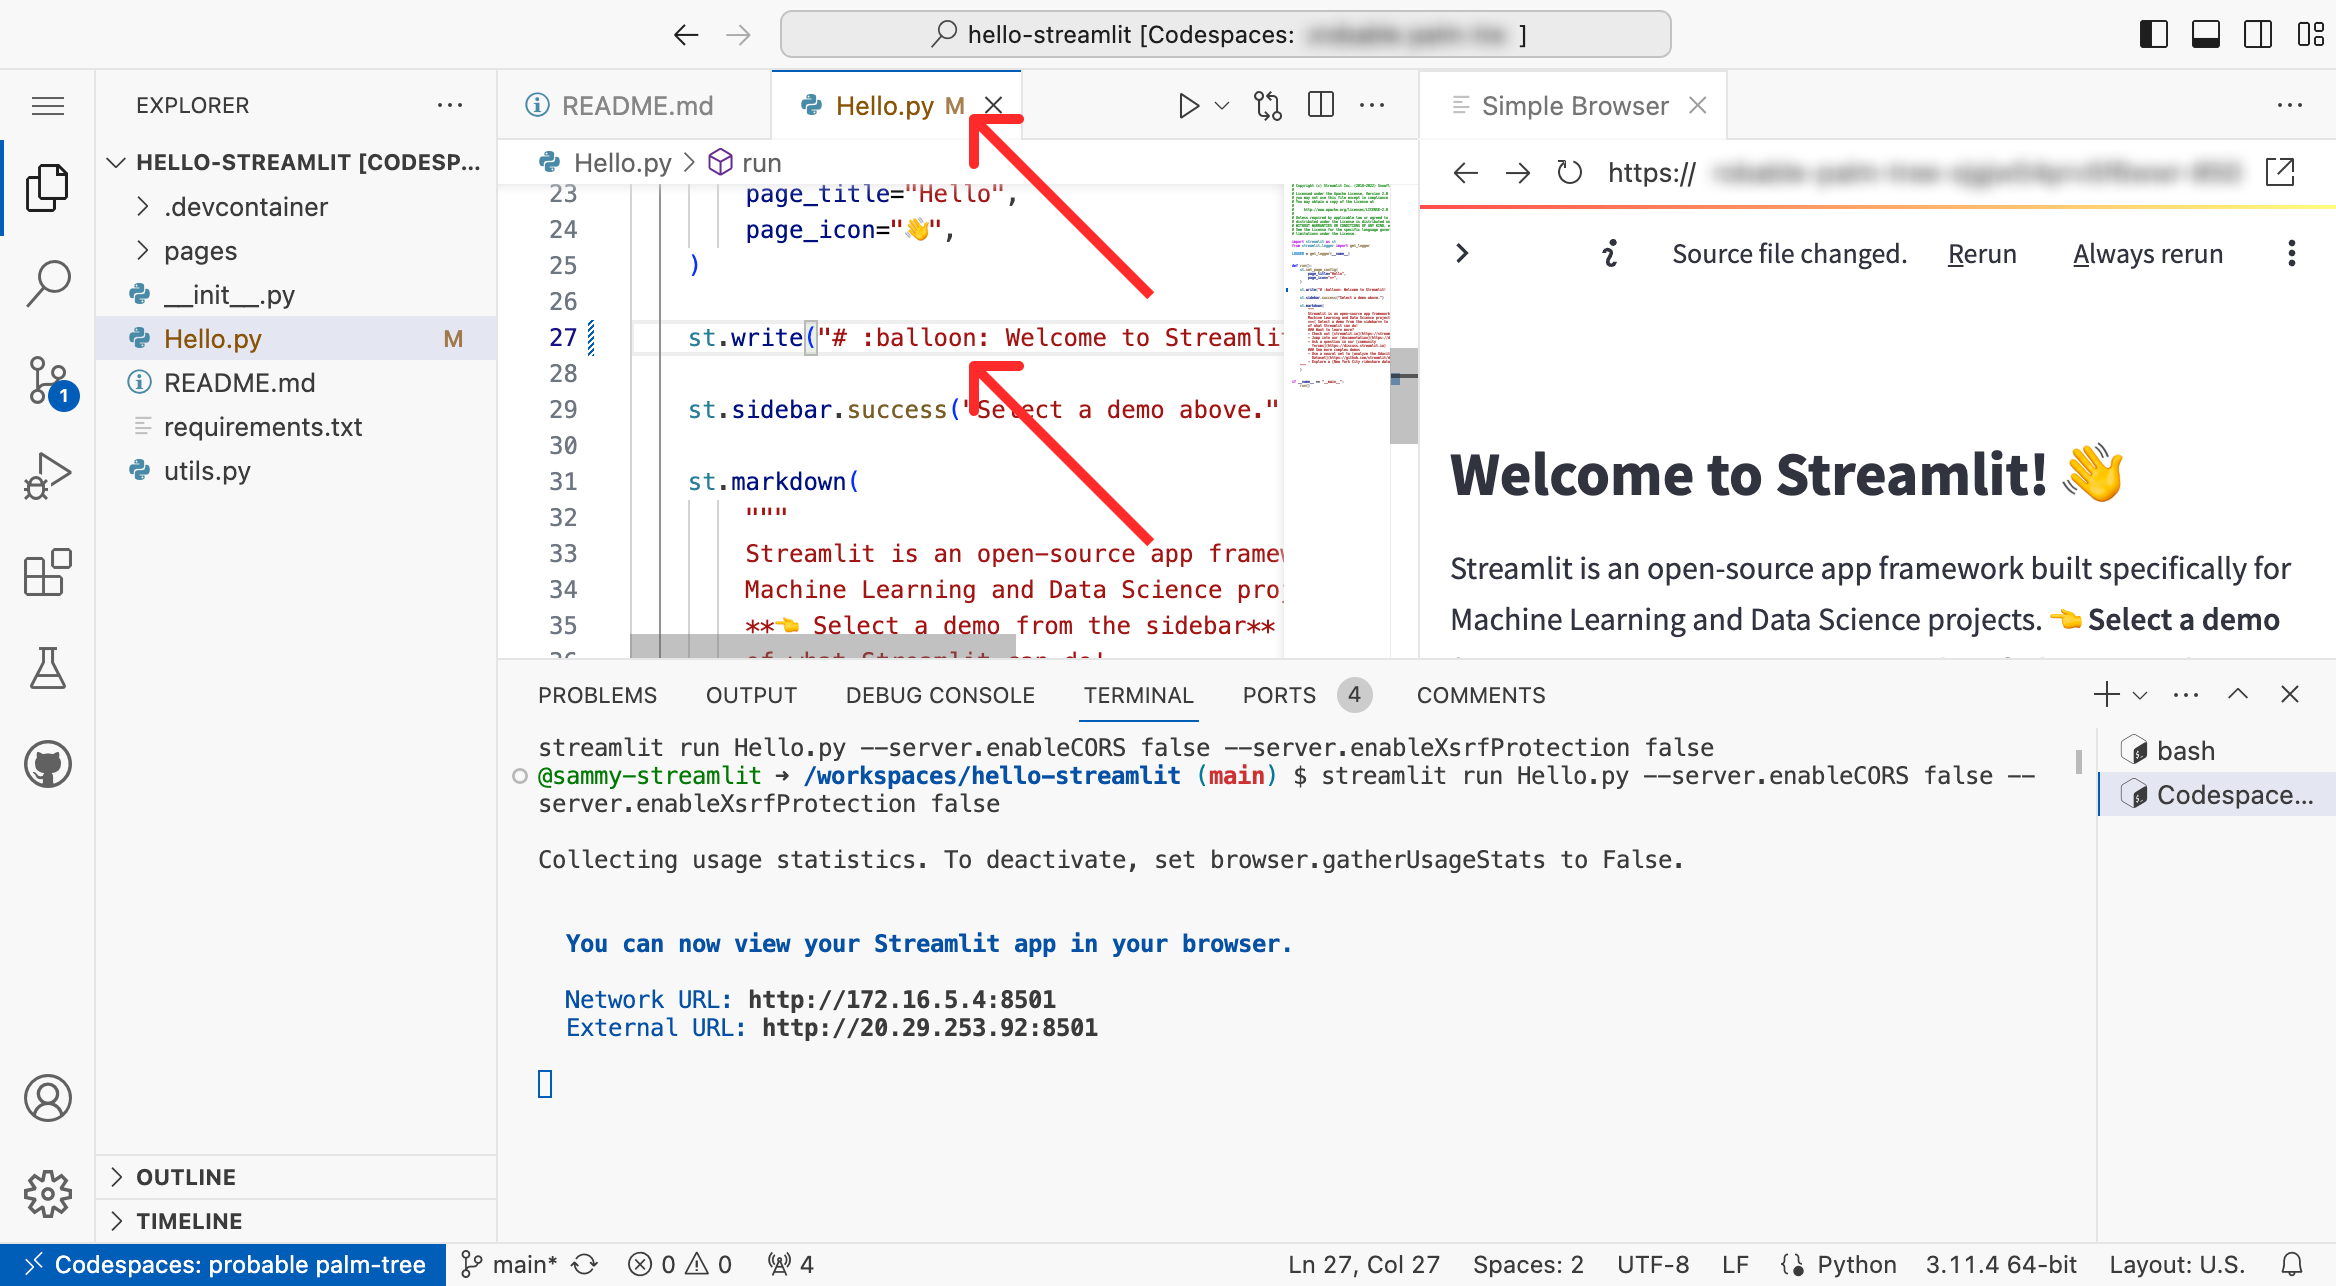 hello-streamlit [Codespaces: ]
EXPLORER
HELLO-STREAMLIT [CODESP...
.devcontainer
pages
__init__.py
Hello.py M
README.md
requirements.txt
utils.py
1
OUTLINE
TIMELINE
README.md
Hello.py M
Hello.py > run
23 page_title="Hello",
24 page_icon="👋",
25 )
26
27 st.write("# :balloon: Welcome to Streamlit
28
29 st.sidebar.success("Select a demo above."
30
31 st.markdown(
32 """
33 Streamlit is an open-source app framew
34 Machine Learning and Data Science proj
35 **👈 Select a demo from the sidebar**
36 of what Streamlit can do!
Simple Browser
https://
Source file changed. Rerun Always rerun
Welcome to Streamlit! 👋
Streamlit is an open-source app framework built specifically for
Machine Learning and Data Science projects. 👈 Select a demo
PROBLEMS OUTPUT DEBUG CONSOLE TERMINAL PORTS 4 COMMENTS
streamlit run Hello.py --server.enableCORS false --server.enableXsrfProtection false
@sammy-streamlit ➜ /workspaces/hello-streamlit (main) $ streamlit run Hello.py --server.enableCORS false --
server.enableXsrfProtection false
Collecting usage statistics. To deactivate, set browser.gatherUsageStats to False.
You can now view your Streamlit app in your browser.
Network URL: http://172.16.5.4:8501
External URL: http://20.29.253.92:8501
bash
Codespace...
Codespaces: probable palm-tree main* 0 0 4 Ln 27, Col 27 Spaces: 2 UTF-8 LF Python 3.11.4 64-bit Layout: U.S.